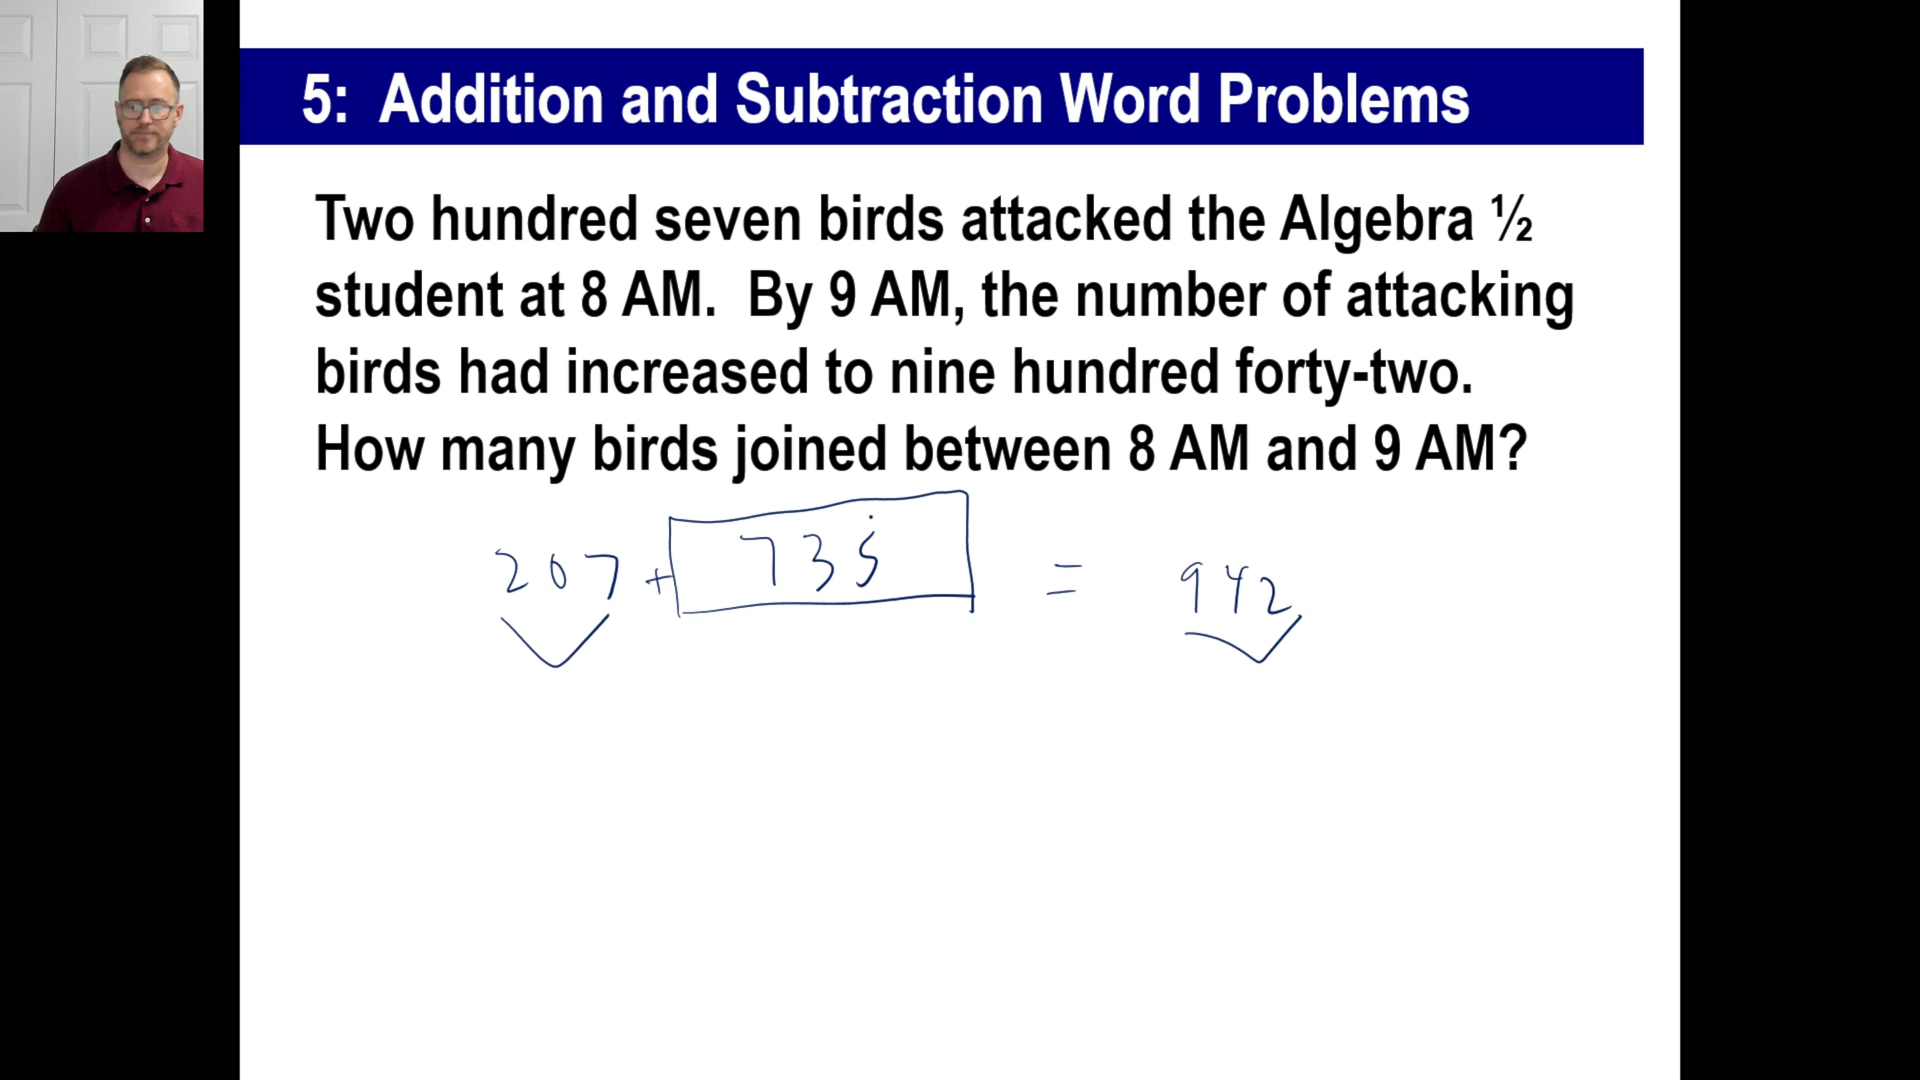 5: Addition and Subtraction Word Problems
Two hundred seven birds attacked the Algebra ½
student at 8 AM. By 9 AM, the number of attacking
birds had increased to nine hundred forty-two.
How many birds joined between 8 AM and 9 AM?
207 + 735 = 942